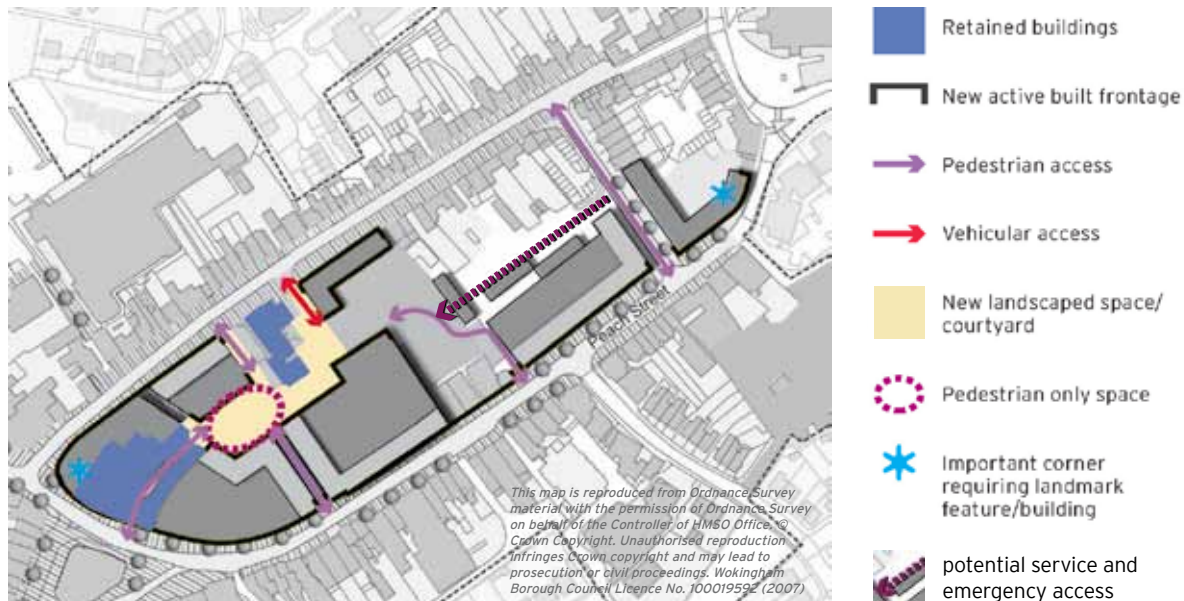 Peach Street
This map is reproduced from Ordnance Survey
material with the permission of Ordnance Survey
on behalf of the Controller of HMSO Office, ©
Crown Copyright. Unauthorised reproduction
infringes Crown copyright and may lead to
prosecution or civil proceedings. Wokingham
Borough Council Licence No. 100019592 (2007)
Retained buildings
New active built frontage
Pedestrian access
Vehicular access
New landscaped space/
courtyard
Pedestrian only space
Important corner
requiring landmark
feature/building
potential service and
emergency access